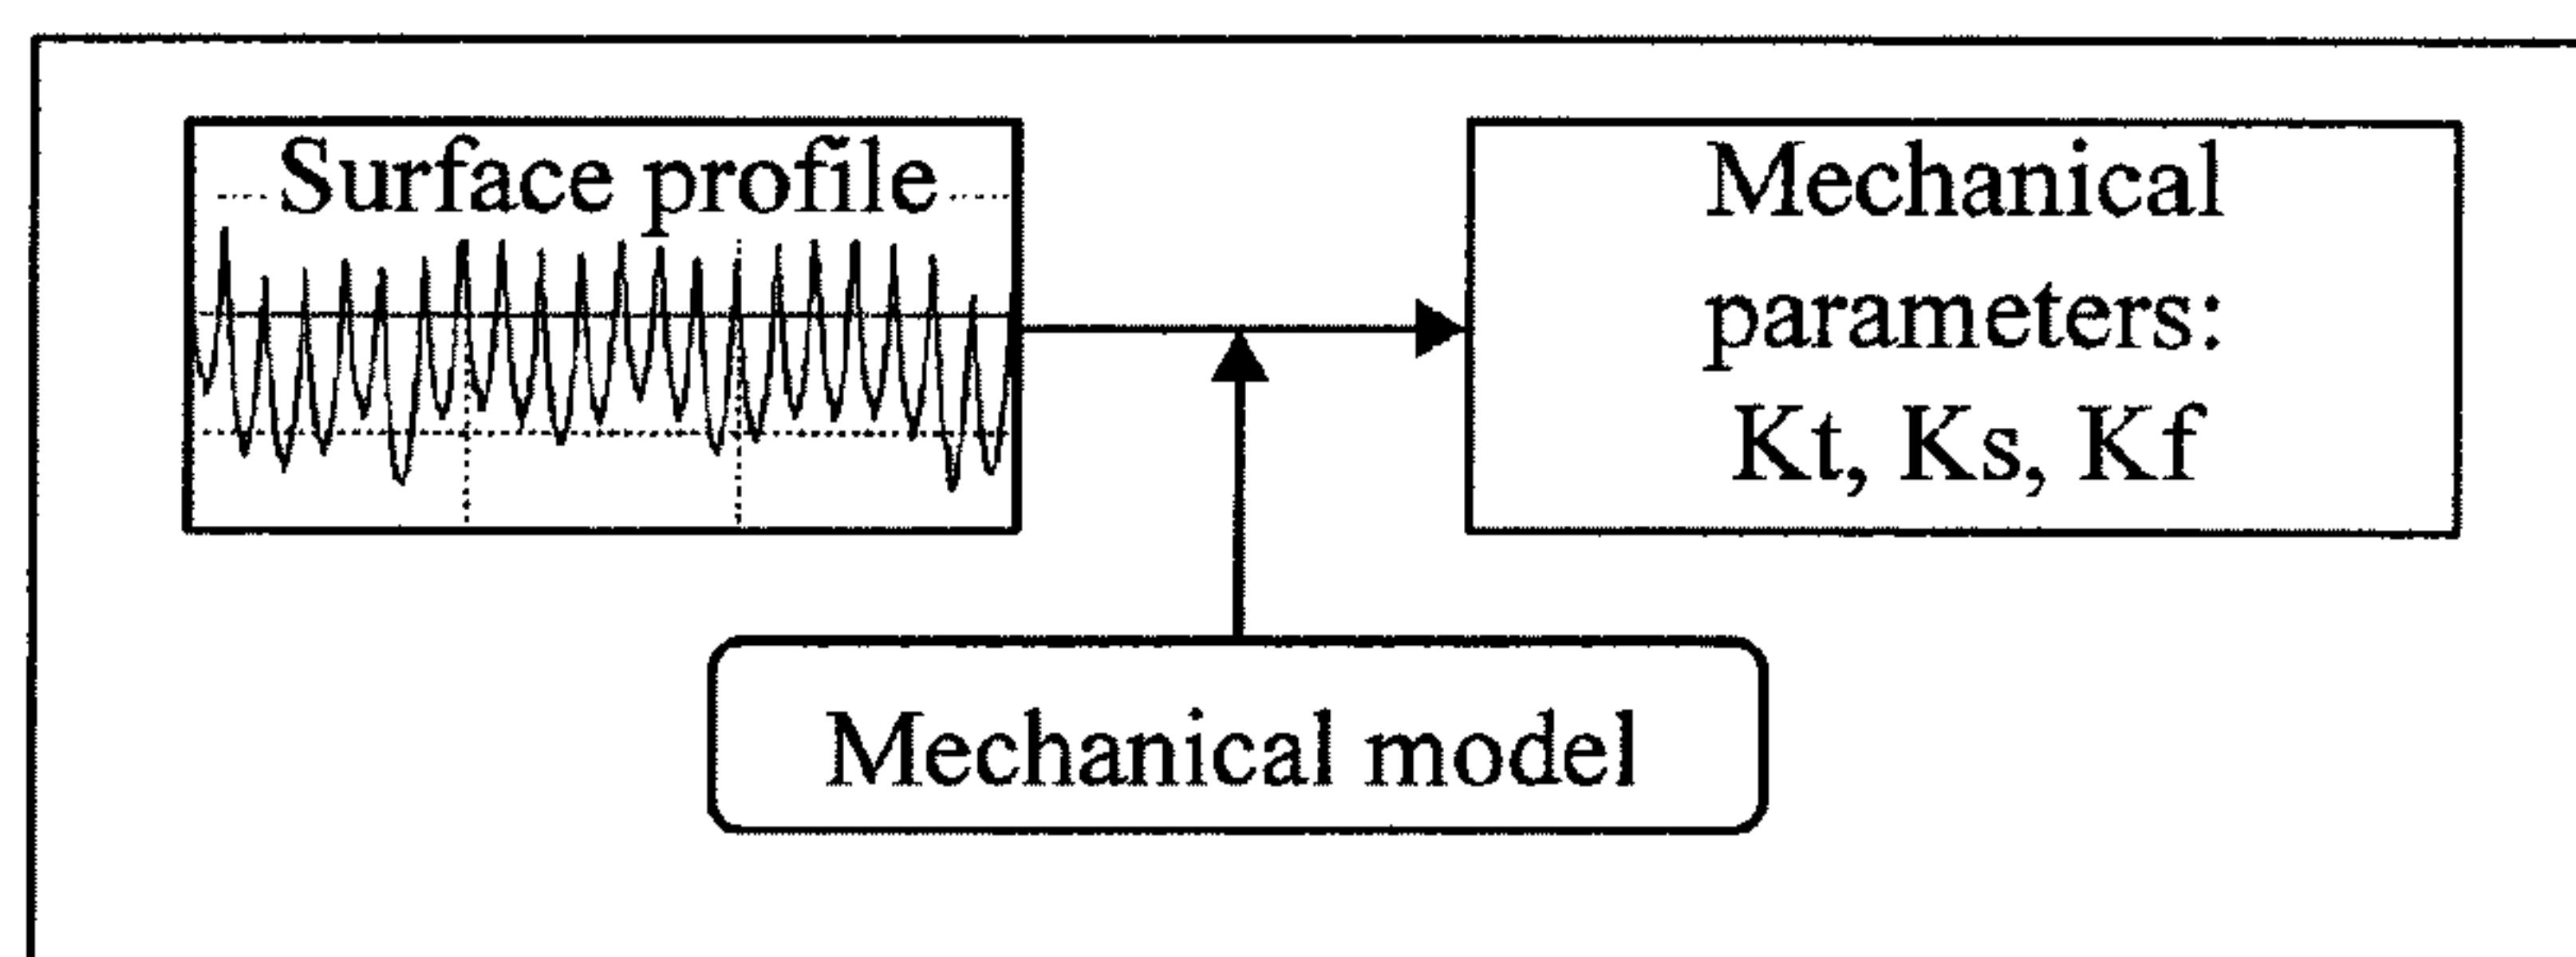 Surface profile
Mechanical
parameters:
Kt, Ks, Kf
Mechanical model